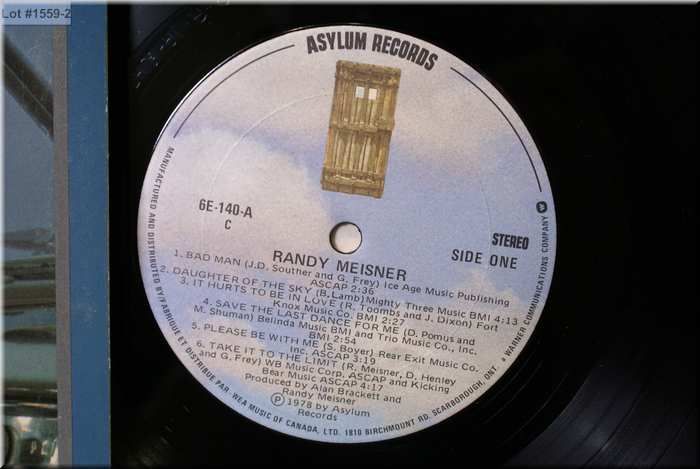 Lot #1559-2
ASYLUM RECORDS
6E-140-A
C
STEREO
SIDE ONE
RANDY MEISNER
1. BAD MAN (J.D. Souther and G. Frey) Ice Age Music Publishing
ASCAP 2:36
2. DAUGHTER OF THE SKY (B. Lamb) Mighty Three Music BMI 4:13
3. IT HURTS TO BE IN LOVE (R. Toombs and J. Dixon) Fort
Knox Music Co. BMI 2:27
4. SAVE THE LAST DANCE FOR ME (D. Pomus and
M. Shuman) Belinda Music BMI and Trio Music Co., Inc.
BMI 2:54
5. PLEASE BE WITH ME (S. Boyer) Rear Exit Music Co.
Inc. ASCAP 3:19
6. TAKE IT TO THE LIMIT (R. Meisner, D. Henley
and G. Frey) WB Music Corp. ASCAP and Kicking
Bear Music ASCAP 4:17
Produced by Alan Brackett and
Randy Meisner
Ⓟ 1978 by Asylum
Records
MANUFACTURED AND DISTRIBUTED BY/FABRIQUE ET DISTRIBUE PAR · WEA MUSIC OF CANADA, LTD. 1810 BIRCHMOUNT RD. SCARBOROUGH, ONT. A WARNER COMMUNICATIONS COMPANY